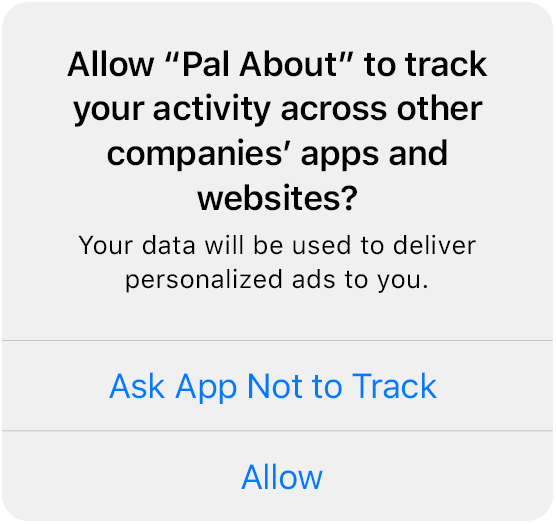 Allow “Pal About” to track
your activity across other
companies’ apps and
websites?
Your data will be used to deliver
personalized ads to you.
Ask App Not to Track
Allow